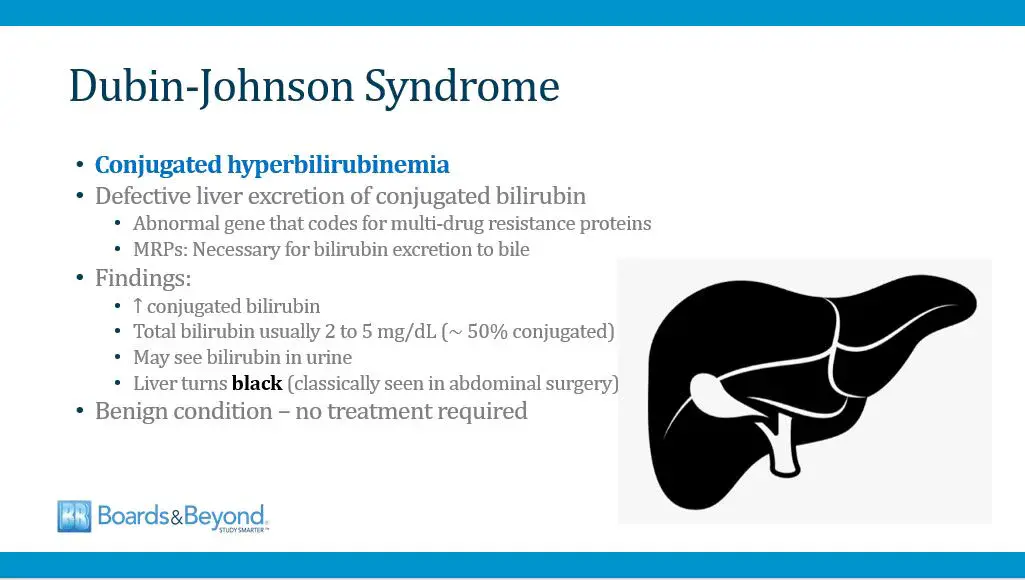 Dubin-Johnson Syndrome
• Conjugated hyperbilirubinemia
• Defective liver excretion of conjugated bilirubin
• Abnormal gene that codes for multi-drug resistance proteins
• MRPs: Necessary for bilirubin excretion to bile
• Findings:
• ↑ conjugated bilirubin
• Total bilirubin usually 2 to 5 mg/dL (~ 50% conjugated)
• May see bilirubin in urine
• Liver turns black (classically seen in abdominal surgery)
• Benign condition – no treatment required
BB Boards&Beyond.
STUDY SMARTER™